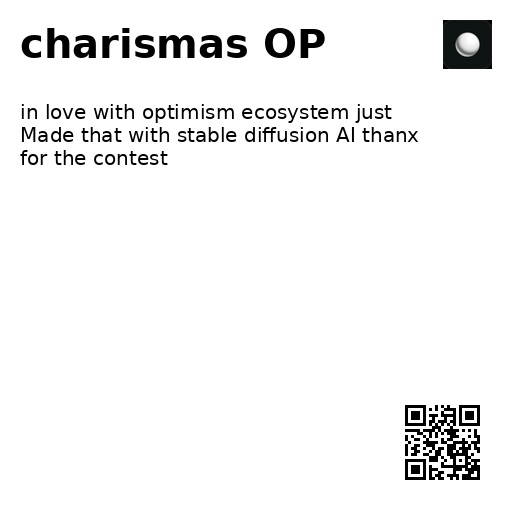 charismas OP
in love with optimism ecosystem just
Made that with stable diffusion AI thanx
for the contest